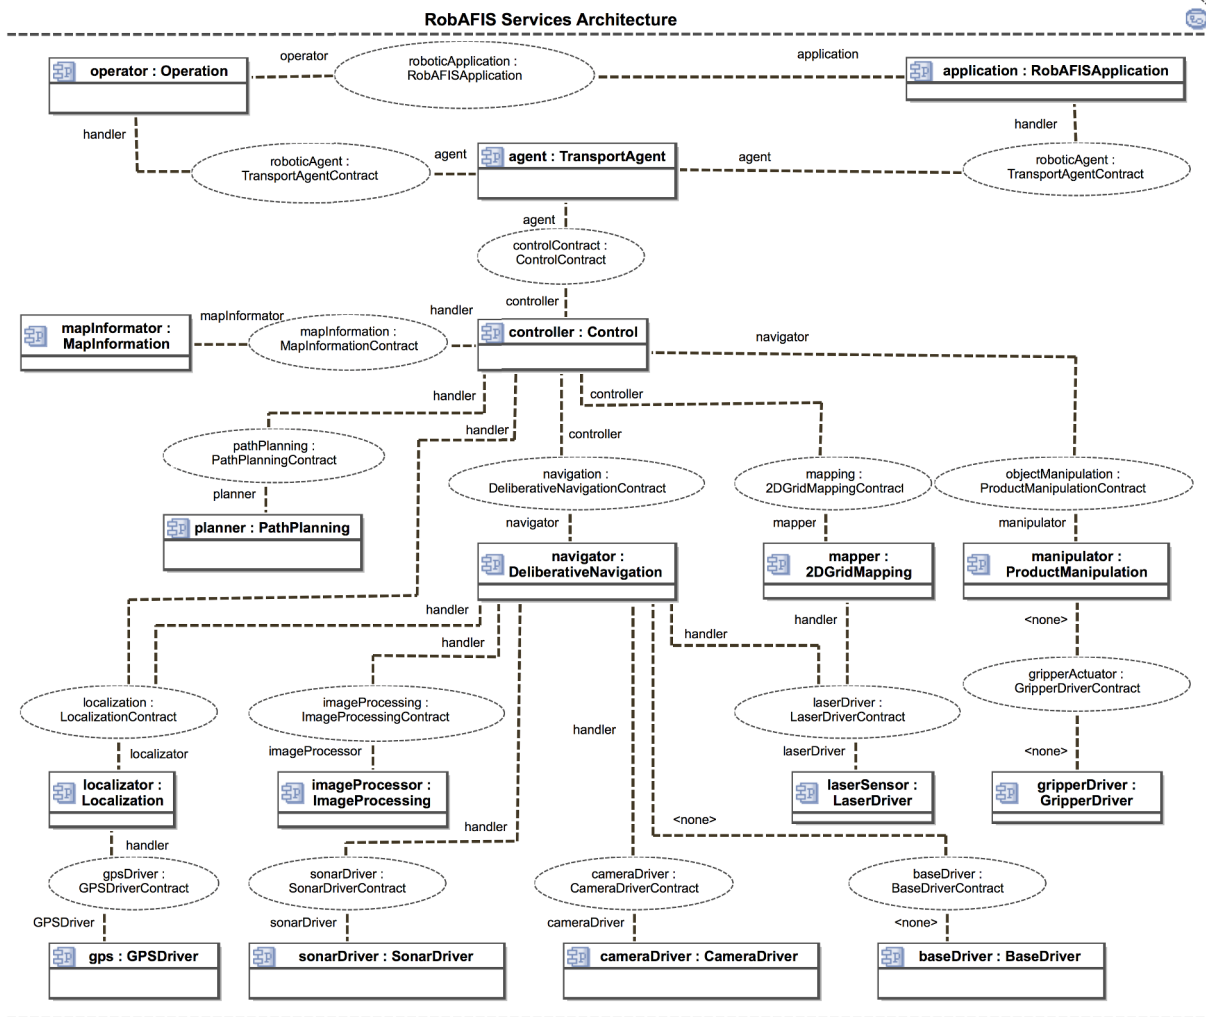 RobAFIS Services Architecture
operator
roboticApplication :
RobAFISApplication
application
operator : Operation
application : RobAFISApplication
handler
handler
roboticAgent :
TransportAgentContract
agent
agent : TransportAgent
agent
roboticAgent :
TransportAgentContract
agent
controlContract :
ControlContract
controller
mapInformator :
MapInformation
mapInformator
mapInformation :
MapInformationContract
handler
controller : Control
navigator
handler
controller
handler
controller
pathPlanning :
PathPlanningContract
planner
planner : PathPlanning
navigation :
DeliberativeNavigationContract
navigator
mapping :
2DGridMappingContract
mapper
objectManipulation :
ProductManipulationContract
manipulator
navigator :
DeliberativeNavigation
mapper :
2DGridMapping
manipulator :
ProductManipulation
handler
handler
handler
handler
<none>
localization :
LocalizationContract
localizator
imageProcessing :
ImageProcessingContract
imageProcessor
handler
laserDriver :
LaserDriverContract
laserDriver
gripperActuator :
GripperDriverContract
<none>
localizator :
Localization
imageProcessor :
ImageProcessing
laserSensor :
LaserDriver
gripperDriver :
GripperDriver
handler
handler
<none>
gpsDriver :
GPSDriverContract
GPSDriver
sonarDriver :
SonarDriverContract
sonarDriver
cameraDriver :
CameraDriverContract
cameraDriver
baseDriver :
BaseDriverContract
<none>
gps : GPSDriver
sonarDriver : SonarDriver
cameraDriver : CameraDriver
baseDriver : BaseDriver